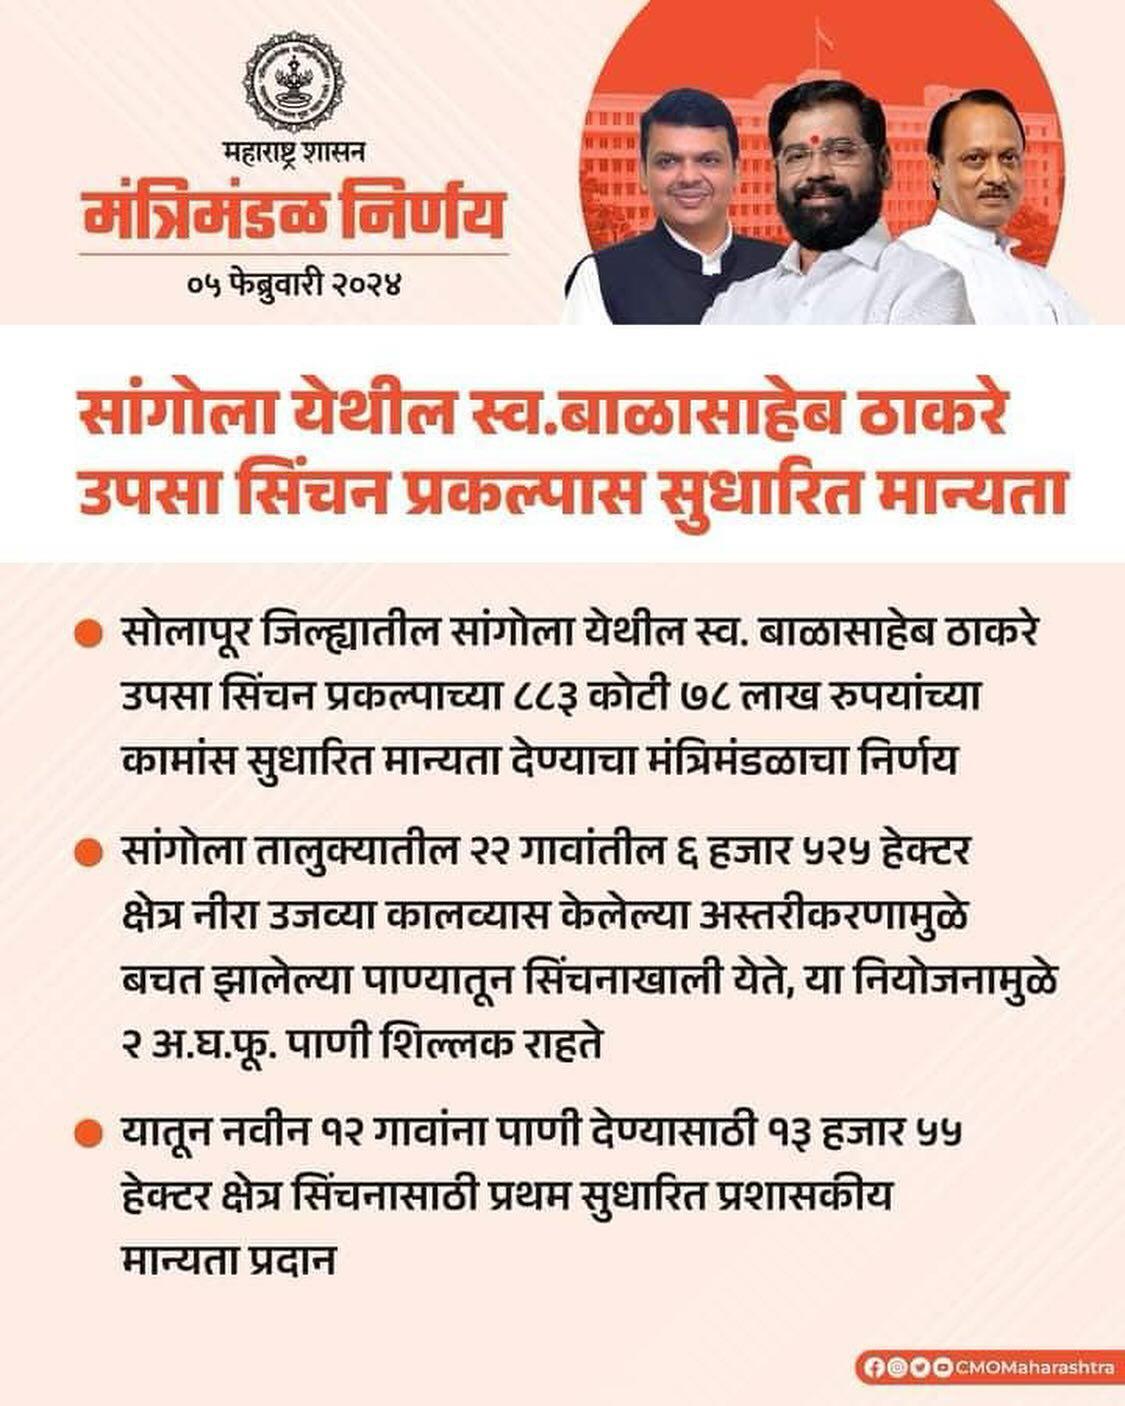 महाराष्ट्र शासन
मंत्रिमंडळ निर्णय
०५ फेब्रुवारी २०२४
सांगोला येथील स्व.बाळासाहेब ठाकरे
उपसा सिंचन प्रकल्पास सुधारित मान्यता
सोलापूर जिल्ह्यातील सांगोला येथील स्व. बाळासाहेब ठाकरे
उपसा सिंचन प्रकल्पाच्या ८८३ कोटी ७८ लाख रुपयांच्या
कामांस सुधारित मान्यता देण्याचा मंत्रिमंडळाचा निर्णय
सांगोला तालुक्यातील २२ गावांतील ६ हजार ५२५ हेक्टर
क्षेत्र नीरा उजव्या कालव्यास केलेल्या अस्तरीकरणामुळे
बचत झालेल्या पाण्यातून सिंचनाखाली येते, या नियोजनामुळे
२ अ.घ.फू. पाणी शिल्लक राहते
यातून नवीन १२ गावांना पाणी देण्यासाठी १३ हजार ५५
हेक्टर क्षेत्र सिंचनासाठी प्रथम सुधारित प्रशासकीय
मान्यता प्रदान
CMOMaharashtra